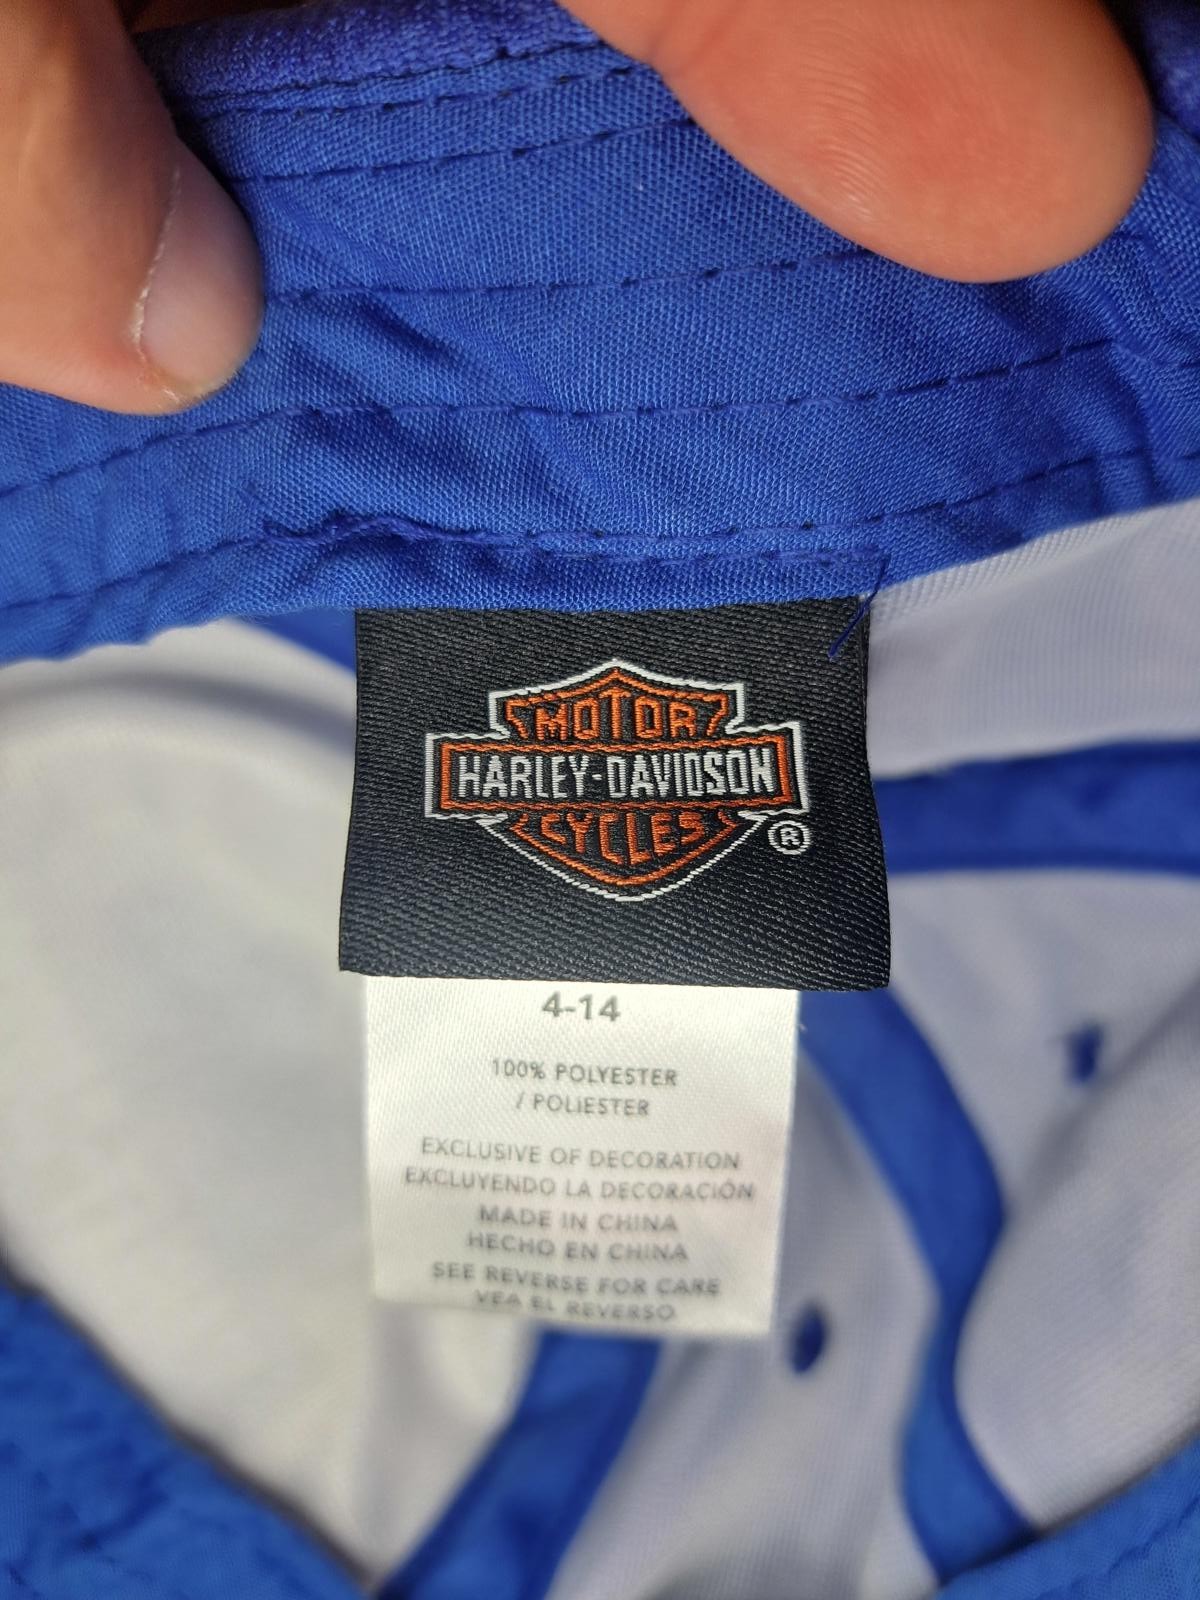 MOTOR
HARLEY-DAVIDSON
CYCLES
®
4-14
100% POLYESTER
/ POLIESTER
EXCLUSIVE OF DECORATION
EXCLUYENDO LA DECORACIÓN
MADE IN CHINA
HECHO EN CHINA
SEE REVERSE FOR CARE
VEA EL REVERSO